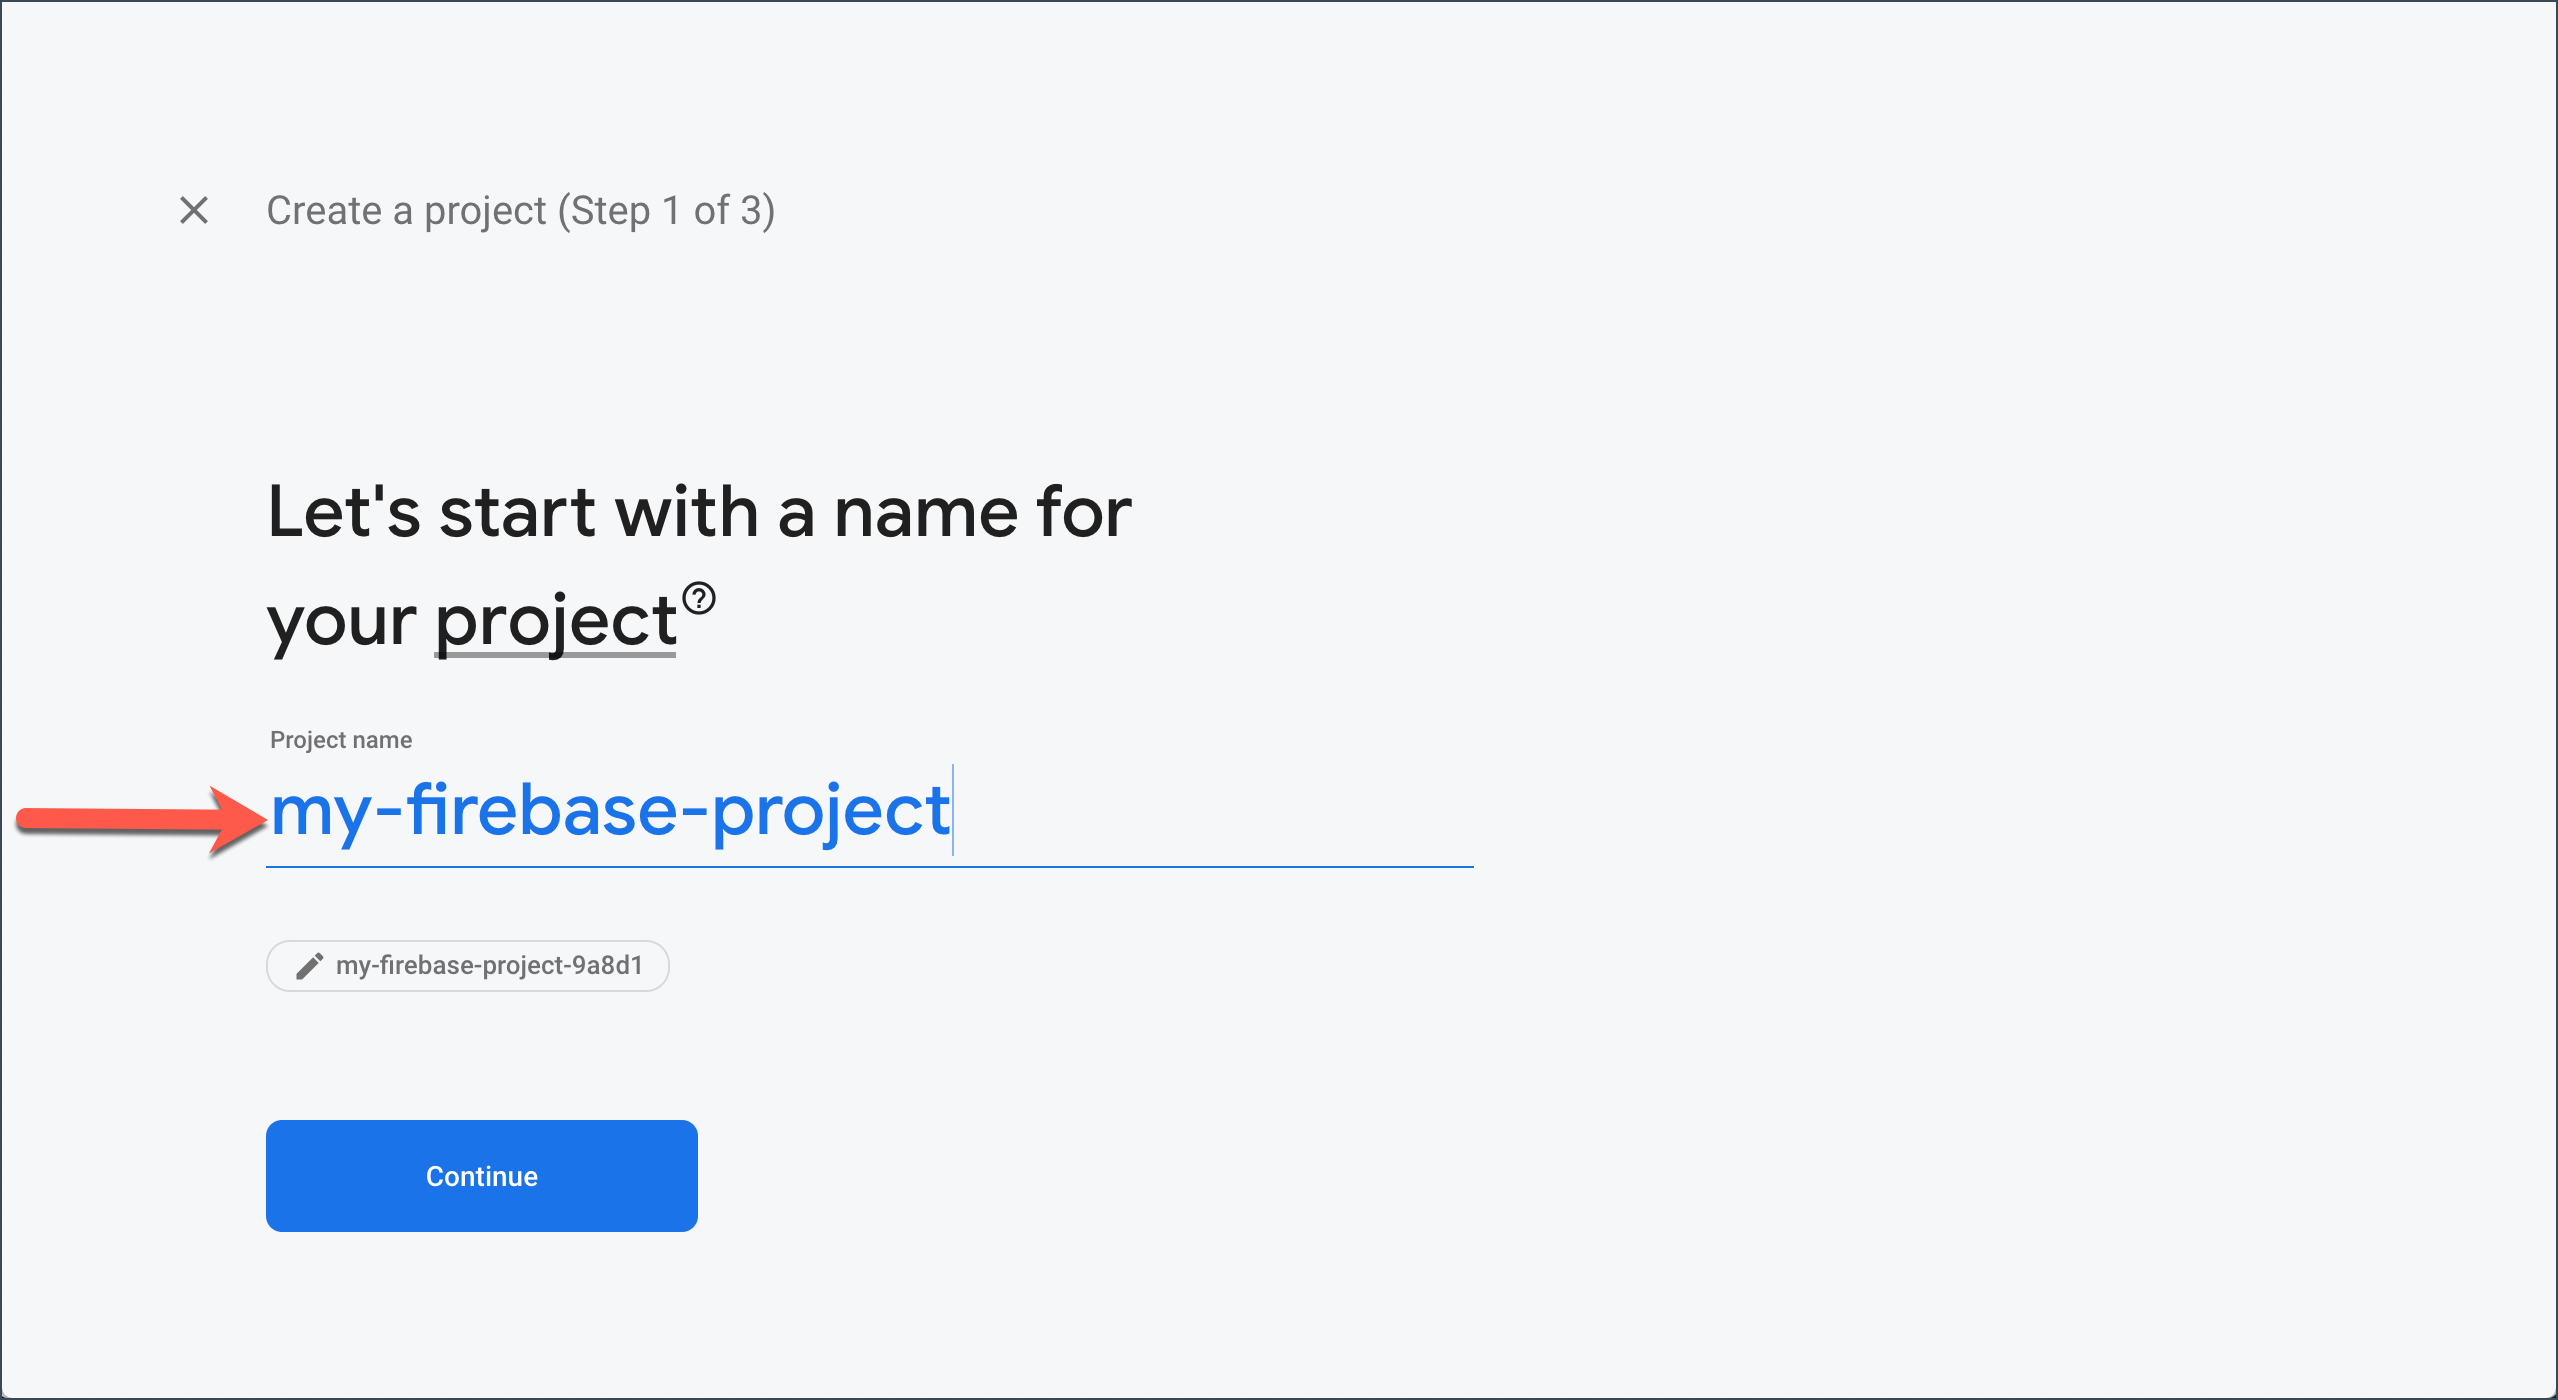 Create a project (Step 1 of 3)
Let's start with a name for
your project
Project name
my-firebase-project
my-firebase-project-9a8d1
Continue